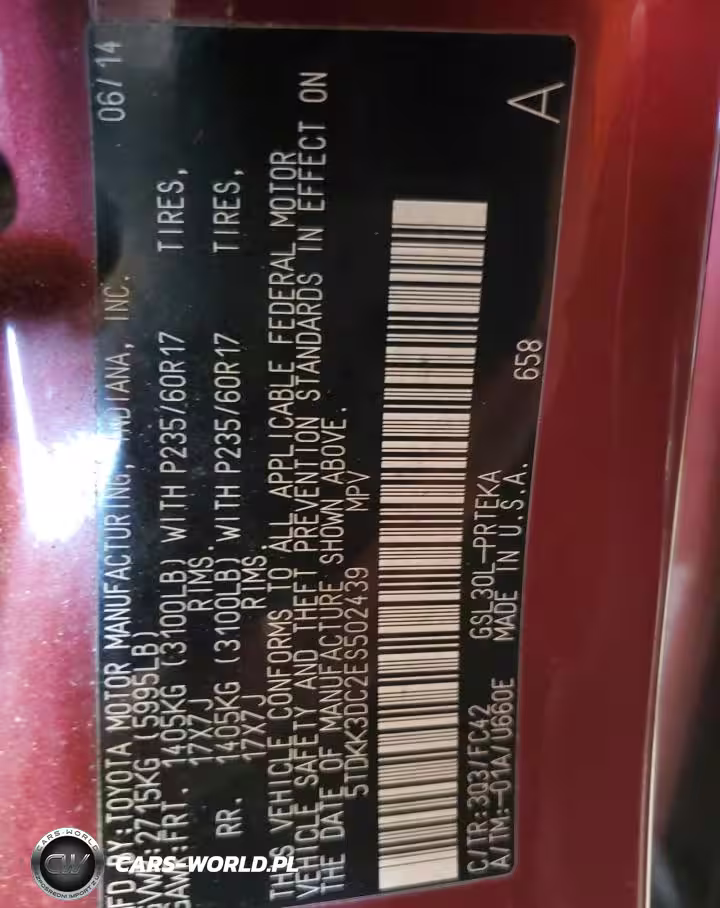 MFD BY:TOYOTA MOTOR MANUFACTURING, INDIANA, INC. 06/14
GVWR:2715KG (5995LB)
GAWR:FRT. 1405KG (3100LB) WITH P235/60R17 TIRES,
17X7J RIMS.
RR. 1405KG (3100LB) WITH P235/60R17 TIRES,
17X7J RIMS.
THIS VEHICLE CONFORMS TO ALL APPLICABLE FEDERAL MOTOR
VEHICLE SAFETY AND THEFT PREVENTION STANDARDS IN EFFECT ON
THE DATE OF MANUFACTURE SHOWN ABOVE.
5TDKK3DC2ES502439 MPV
C/TR:3Q3/FC42 GSL30L-PRTEKA
A/TM:-01A/U660E MADE IN U.S.A. 658
A
CW
CARS-WORLD.PL